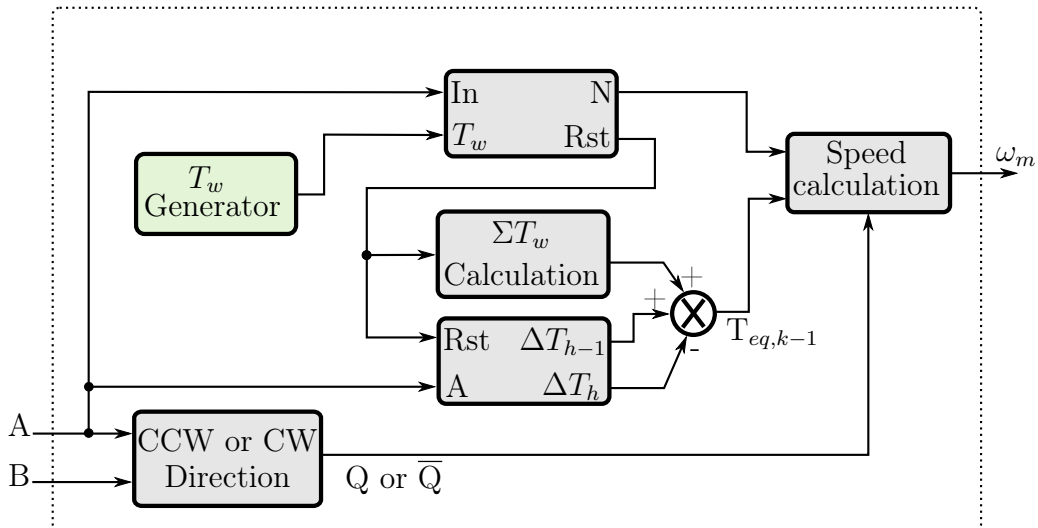 In
N
T_w
Rst
T_w
Generator
Speed
calculation
ω_m
ΣT_w
Calculation
+
+
-
T_{eq,k−1}
Rst
ΔT_{h−1}
A
ΔT_h
A
B
CCW or CW
Direction
Q or Q̅